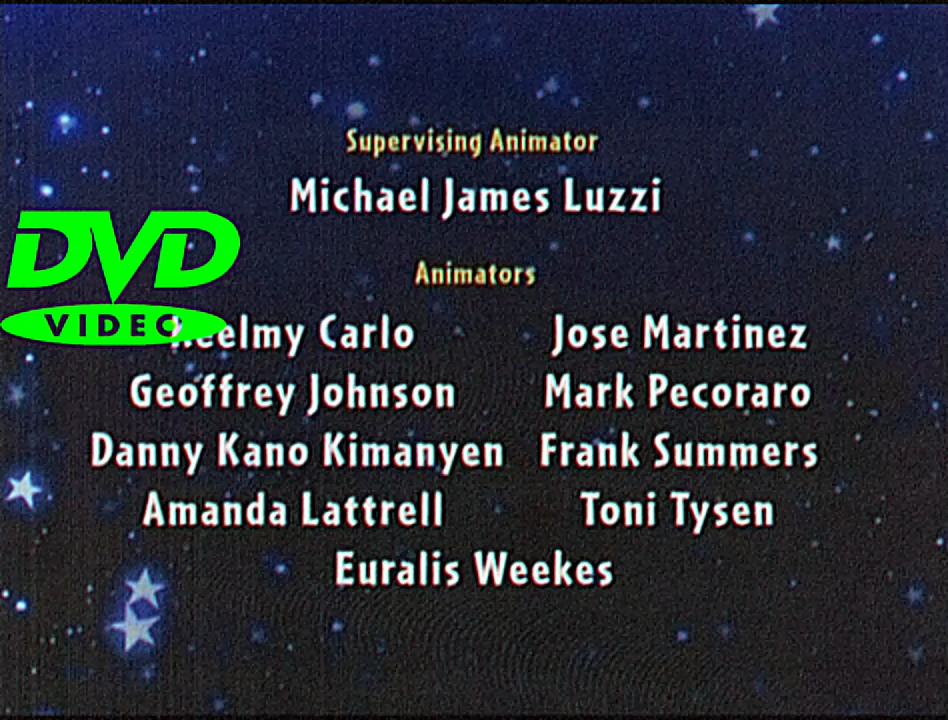 Supervising Animator
Michael James Luzzi
DVD
VIDEO
Animators
Carlo Jose Martinez
Geoffrey Johnson Mark Pecoraro
Danny Kano Kimanyen Frank Summers
Amanda Lattrell Toni Tysen
Euralis Weekes